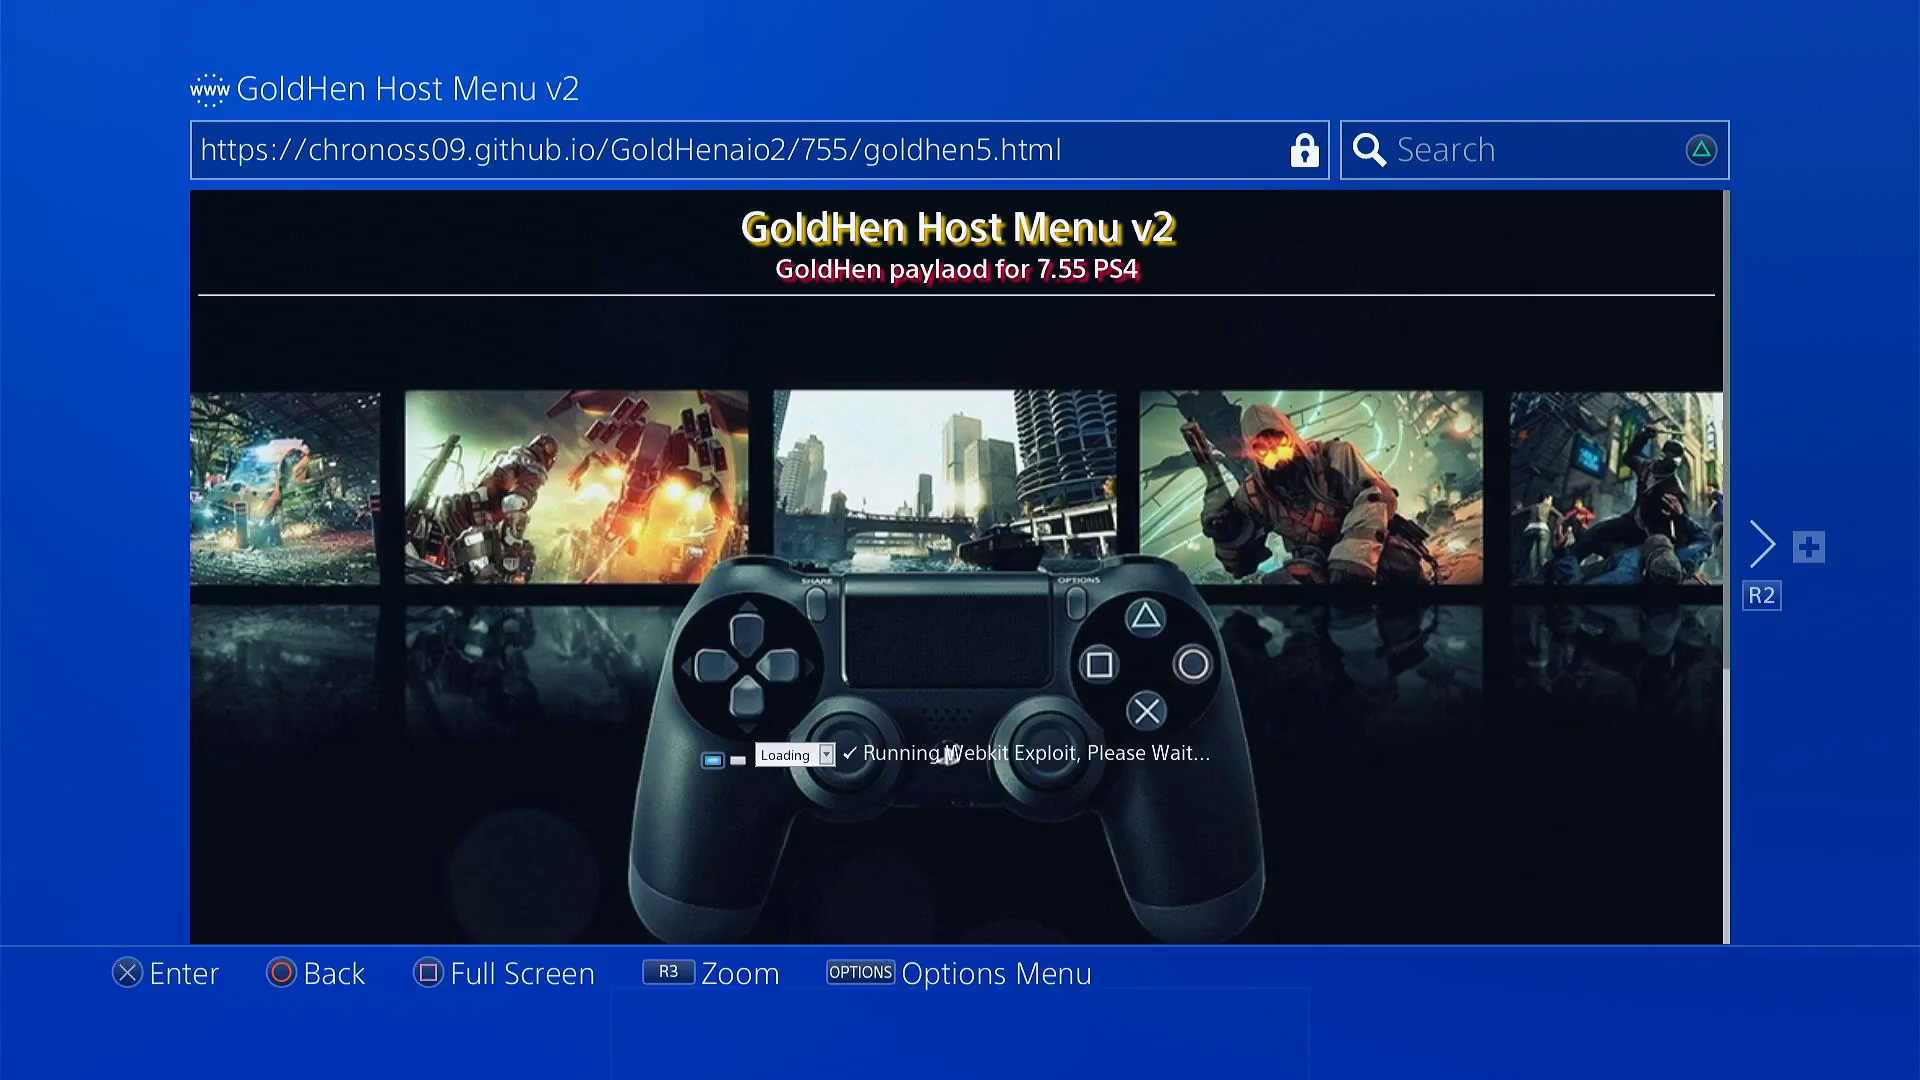 www GoldHen Host Menu v2
https://chronoss09.github.io/GoldHenaio2/755/goldhen5.html
Search
GoldHen Host Menu v2
GoldHen paylaod for 7.55 PS4
SHARE
OPTIONS
R2
Loading ✓ Running Webkit Exploit, Please Wait...
Enter Back Full Screen R3 Zoom OPTIONS Options Menu